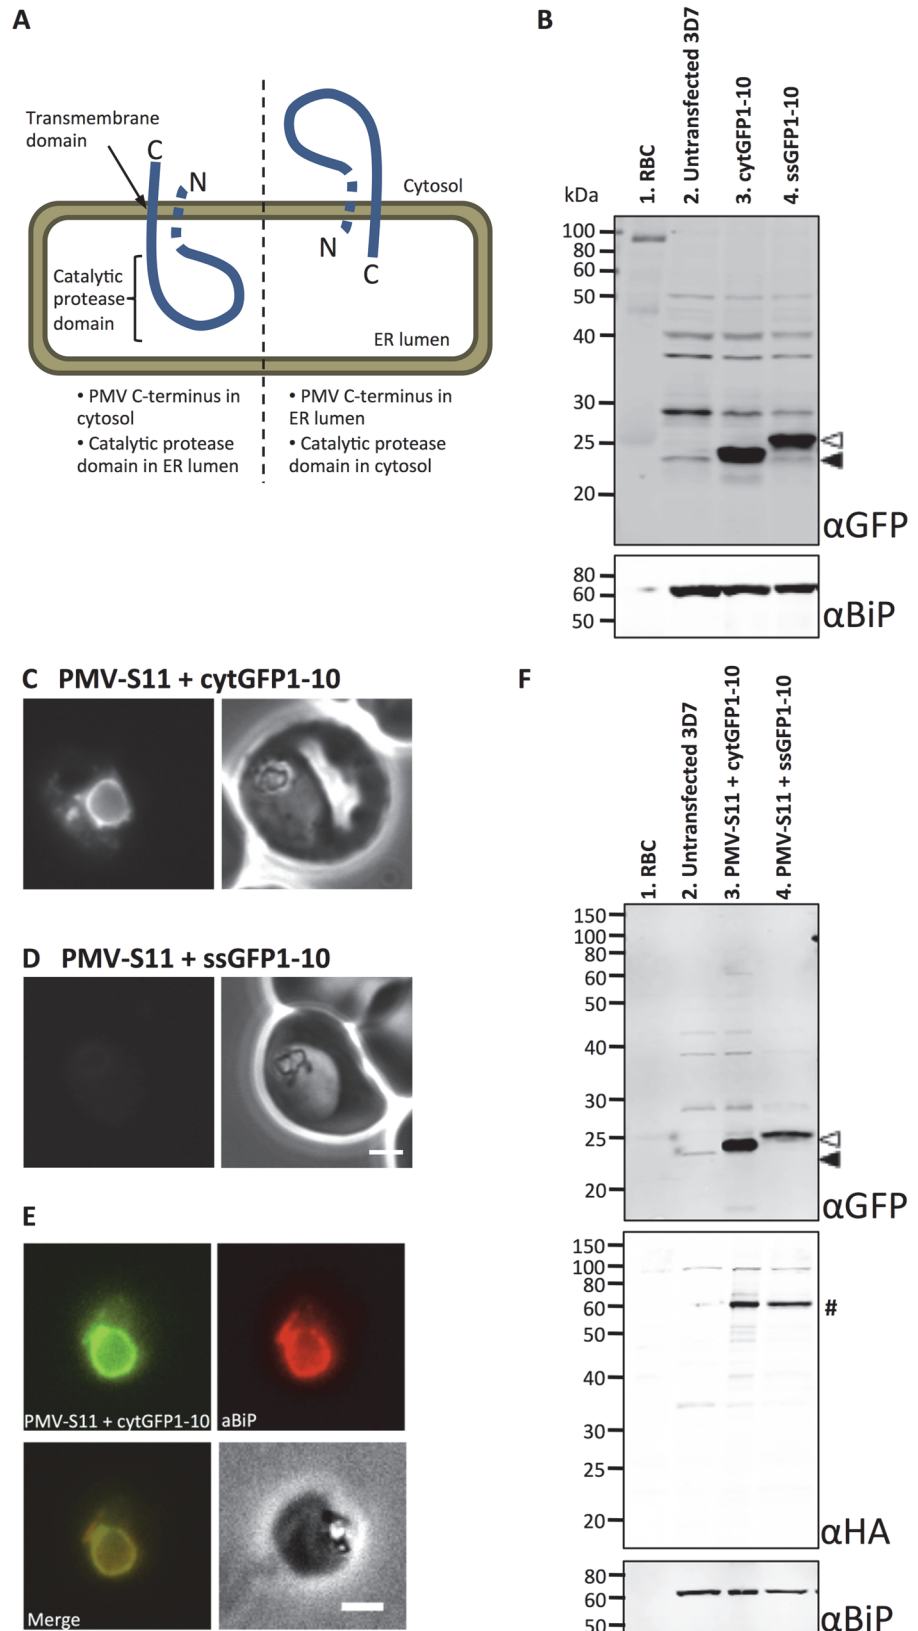 A
Transmembrane
domain
C
N
Cytosol
N
C
Catalytic
protease
domain
ER lumen
• PMV C-terminus in
cytosol
• Catalytic protease
domain in ER lumen
• PMV C-terminus in
ER lumen
• Catalytic protease
domain in cytosol
B
kDa
1. RBC
2. Untransfected 3D7
3. cytGFP1-10
4. ssGFP1-10
100
80
60
50
40
30
25
20
αGFP
80
60
50
αBiP
C PMV-S11 + cytGFP1-10
D PMV-S11 + ssGFP1-10
E
PMV-S11 + cytGFP1-10
aBiP
Merge
F
1. RBC
2. Untransfected 3D7
3. PMV-S11 + cytGFP1-10
4. PMV-S11 + ssGFP1-10
150
100
80
60
50
40
30
25
20
αGFP
150
100
80
60
50
40
30
25
20
#
αHA
80
60
50
αBiP